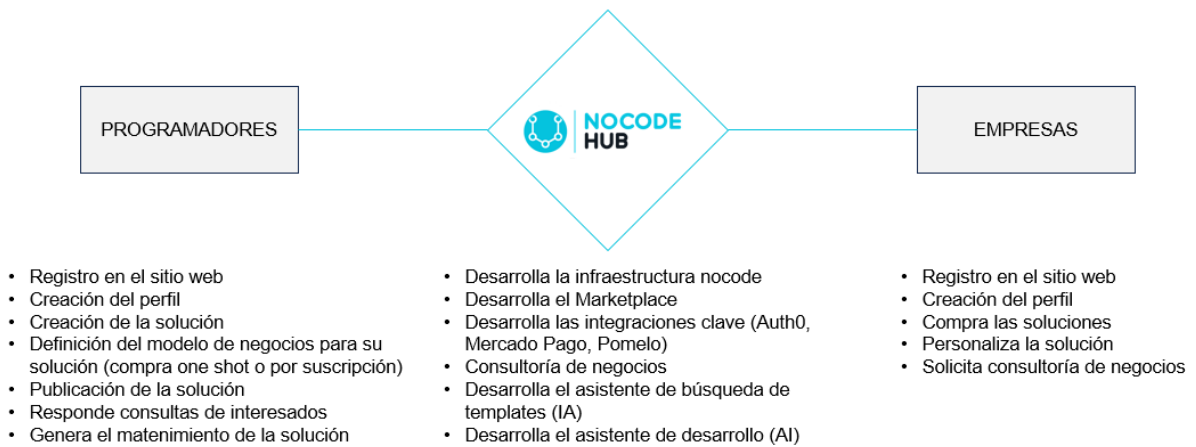 PROGRAMADORES
NOCODE
HUB
EMPRESAS
• Registro en el sitio web
• Creación del perfil
• Creación de la solución
• Definición del modelo de negocios para su
solución (compra one shot o por suscripción)
• Publicación de la solución
• Responde consultas de interesados
• Genera el matenimiento de la solución
• Desarrolla la infraestructura nocode
• Desarrolla el Marketplace
• Desarrolla las integraciones clave (Auth0,
Mercado Pago, Pomelo)
• Consultoría de negocios
• Desarrolla el asistente de búsqueda de
templates (IA)
• Desarrolla el asistente de desarrollo (AI)
• Registro en el sitio web
• Creación del perfil
• Compra las soluciones
• Personaliza la solución
• Solicita consultoría de negocios